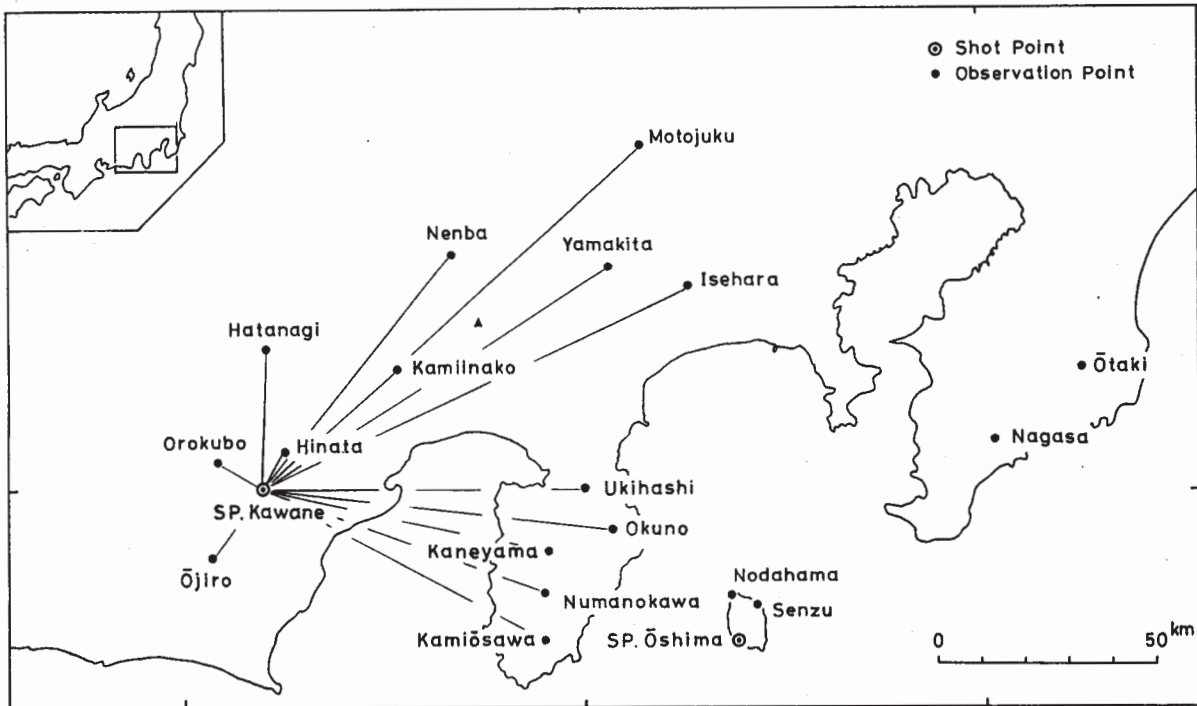 Shot Point
Observation Point
Motojuku
Nenba
Yamakita
Isehara
Hatanagi
Kamiinako
Ōtaki
Orokubo
Hinata
Nagasa
Ukihashi
SP. Kawane
Okuno
Kaneyama
Ōjiro
Nodahama
Numanokawa
Senzu
Kamiōsawa
SP. Ōshima
0 50 km